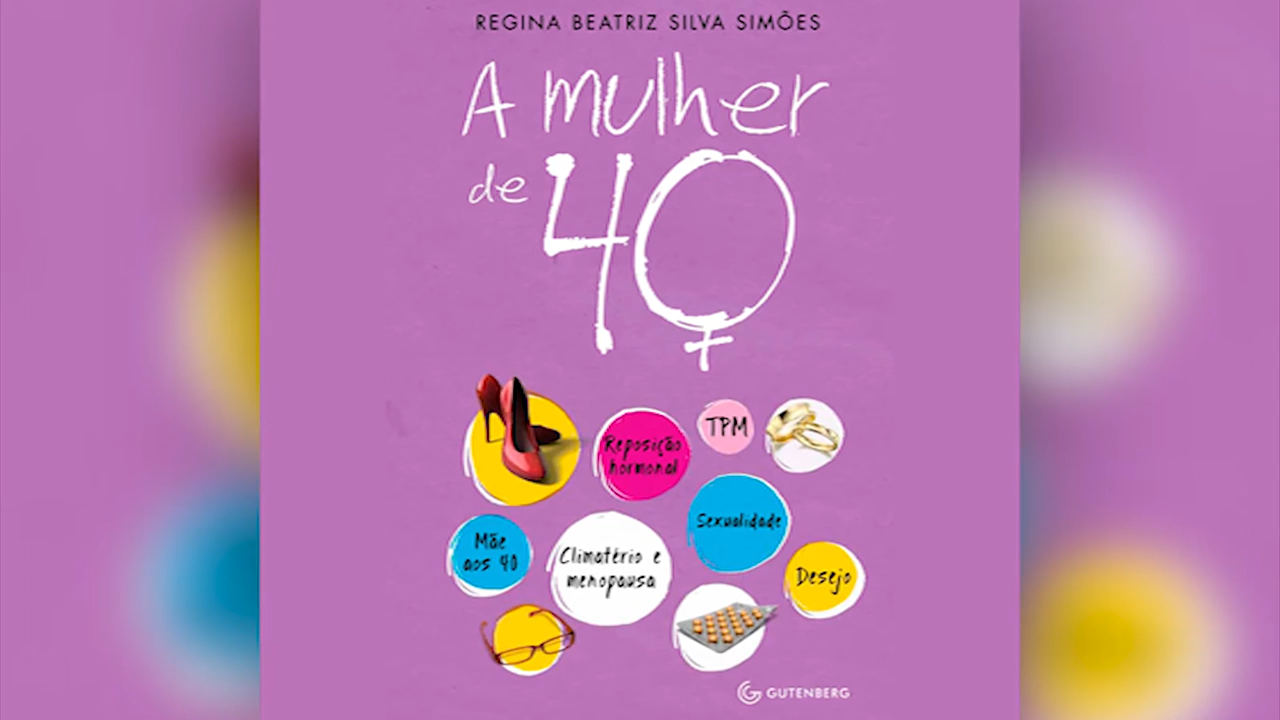 REGINA BEATRIZ SILVA SIMÕES
A mulher
de 40
Reposição
hormonal
TPM
Sexualidade
Mãe
aos 40
Climatério e
menopausa
Desejo
GUTENBERG